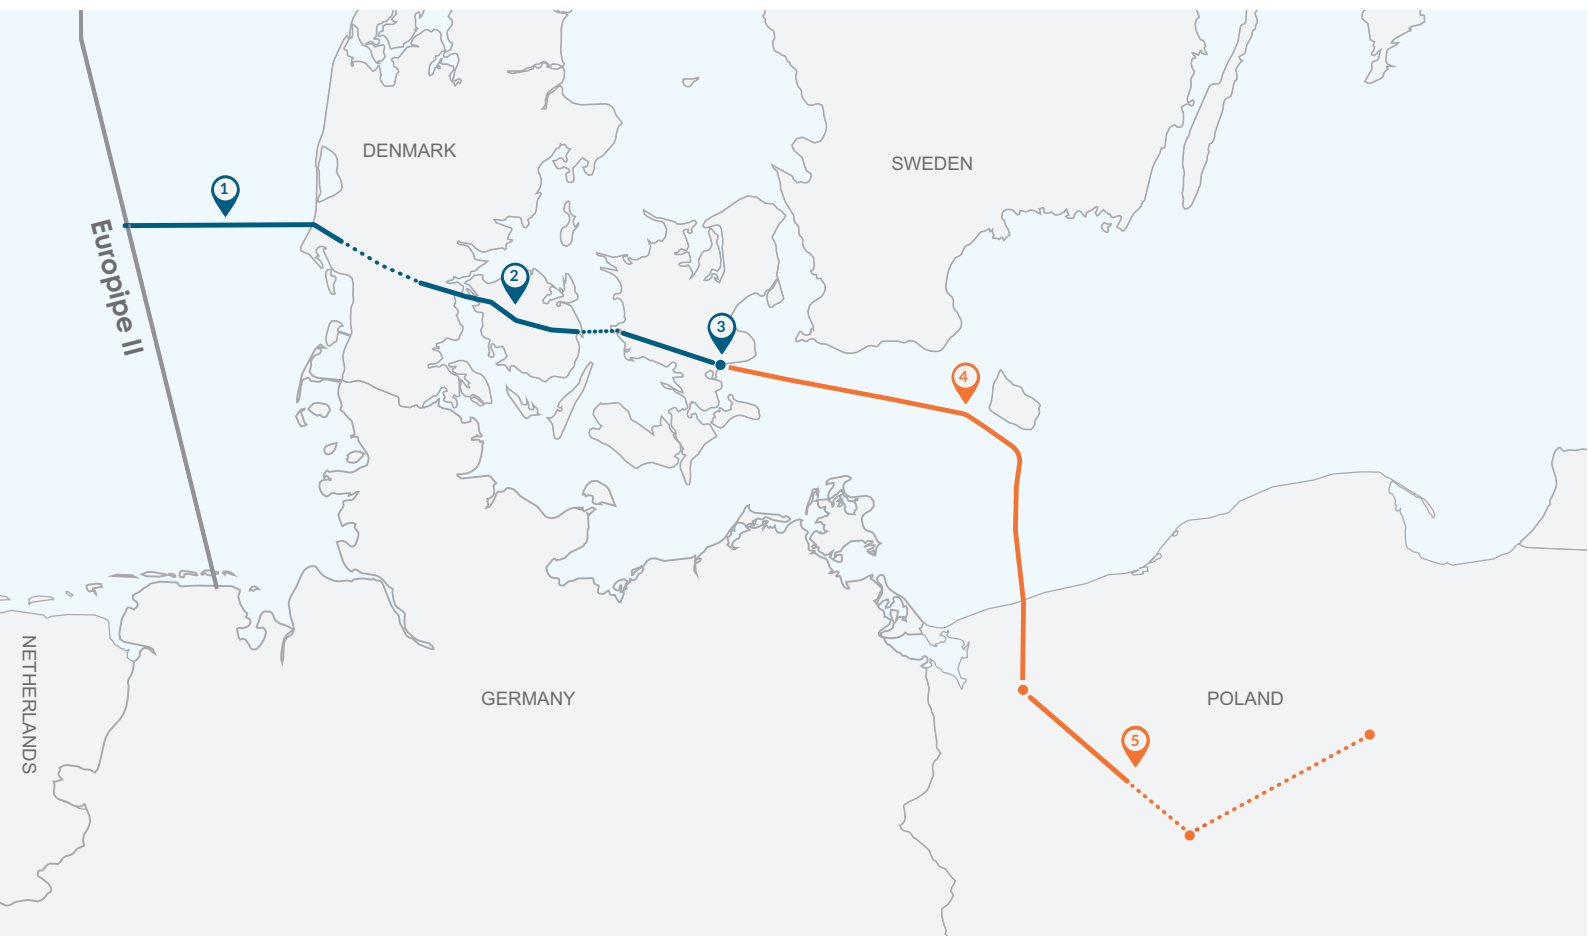 DENMARK
SWEDEN
1
Europipe II
2
3
4
NETHERLANDS
GERMANY
POLAND
5